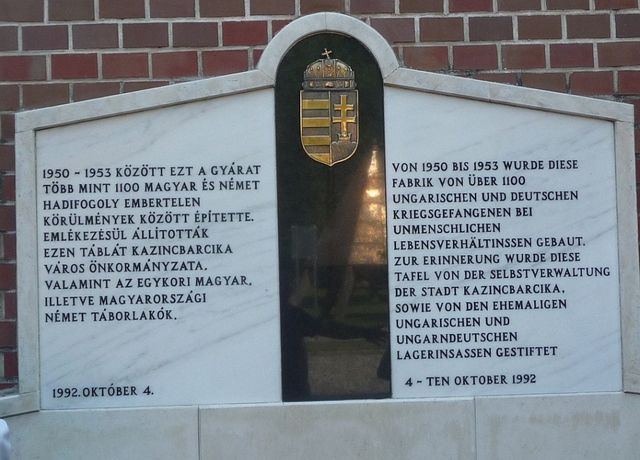 1950 - 1953 KÖZÖTT EZT A GYÁRAT
TÖBB MINT 1100 MAGYAR ÉS NÉMET
HADIFOGOLY EMBERTELEN
KÖRÜLMÉNYEK KÖZÖTT ÉPÍTETTE.
EMLÉKEZÉSÜL ÁLLÍTOTTÁK
EZEN TÁBLÁT KAZINCBARCIKA
VÁROS ÖNKORMÁNYZATA,
VALAMINT AZ EGYKORI MAGYAR,
ILLETVE MAGYARORSZÁGI
NÉMET TÁBORLAKÓK.
1992. OKTÓBER 4.
VON 1950 BIS 1953 WURDE DIESE
FABRIK VON ÜBER 1100
UNGARISCHEN UND DEUTSCHEN
KRIEGSGEFANGENEN BEI
UNMENSCHLICHEN
LEBENSVERHÄLTINSSEN GEBAUT.
ZUR ERINNERUNG WURDE DIESE
TAFEL VON DER SELBSTVERWALTUNG
DER STADT KAZINCBARCIKA,
SOWIE VON DEN EHEMALIGEN
UNGARISCHEN UND
UNGARNDEUTSCHEN
LAGERINSASSEN GESTIFTET
4 - TEN OKTOBER 1992